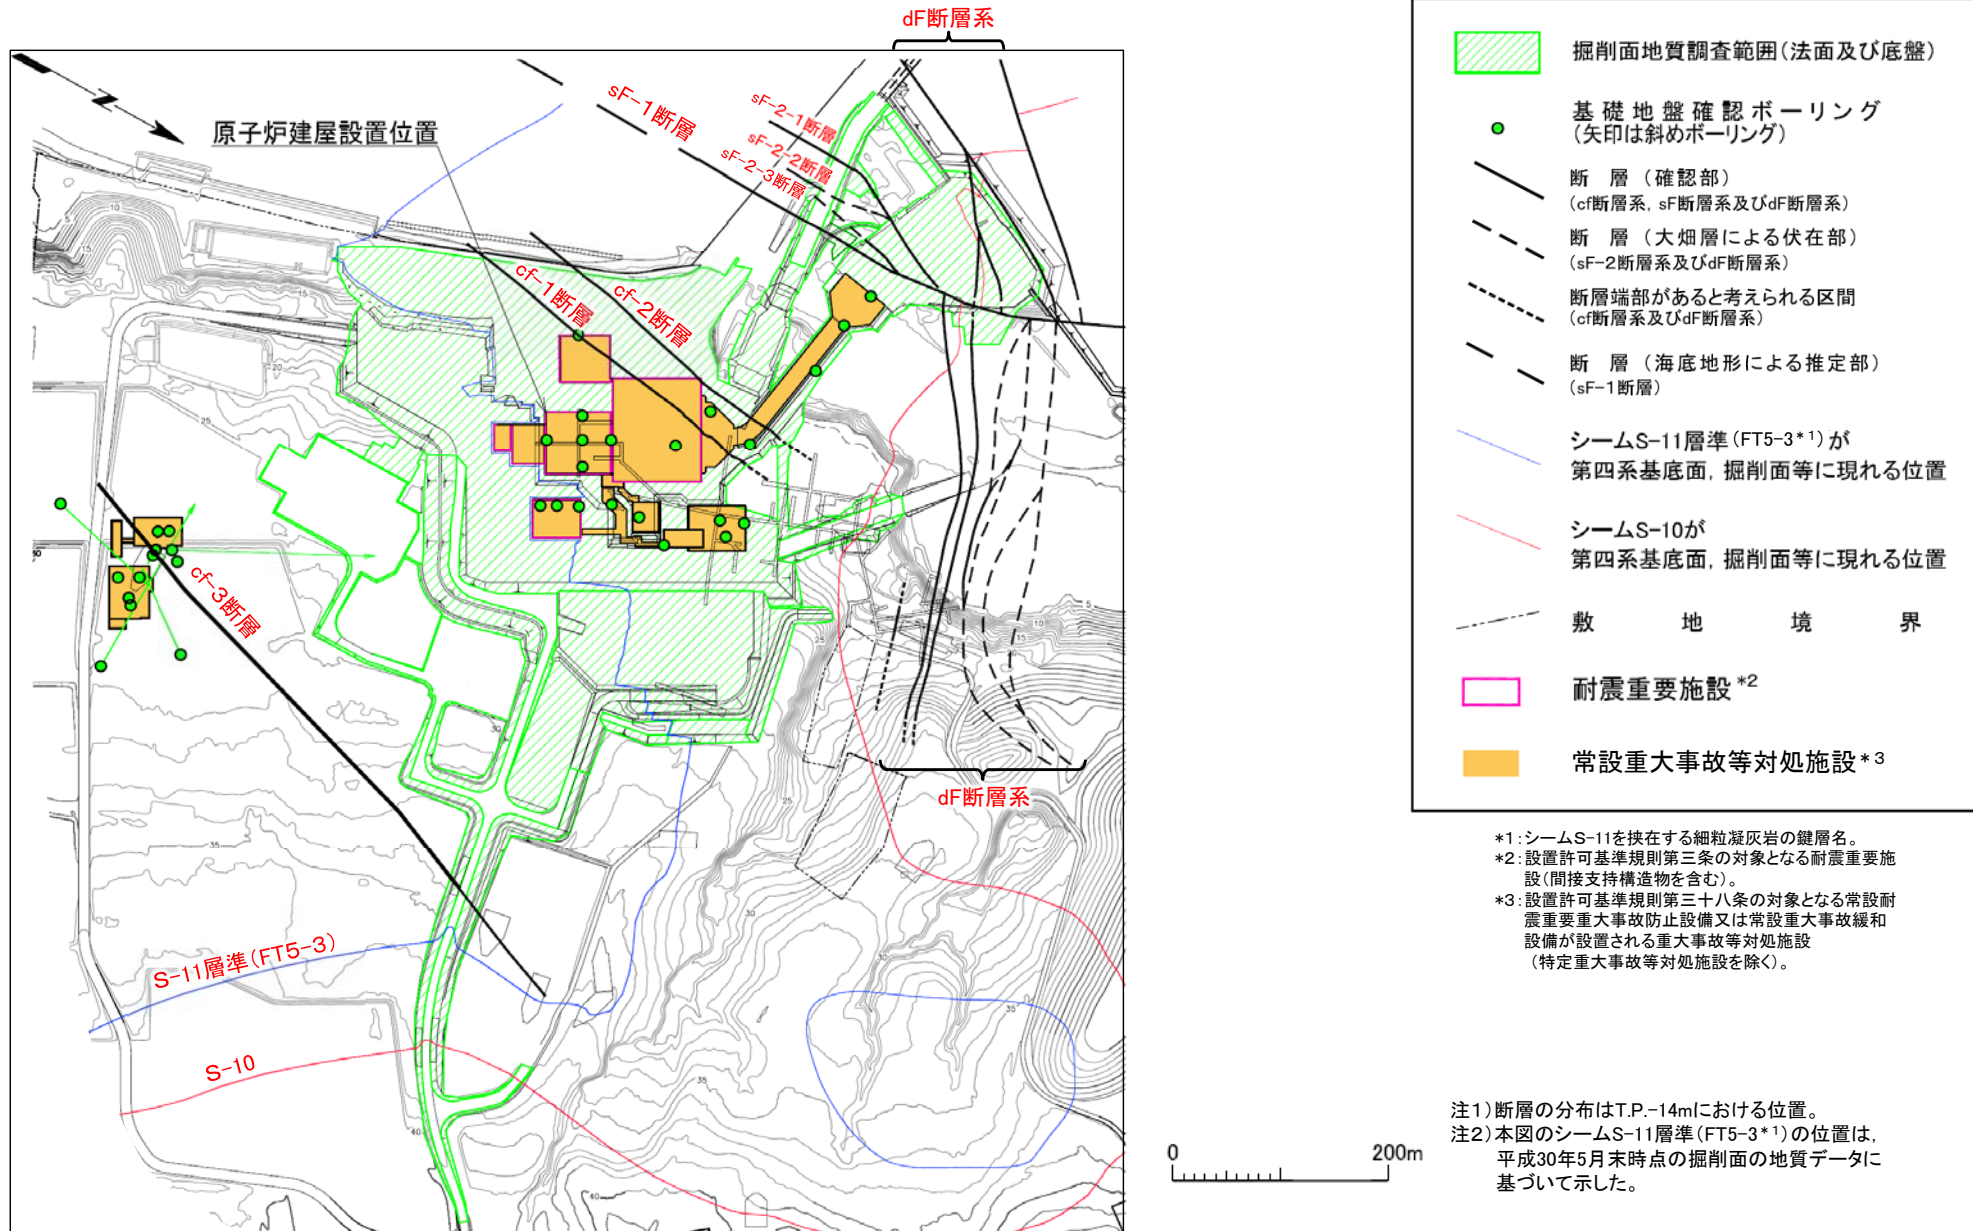 dF断層系
N
原子炉建屋設置位置
sF-1断層
sF-2-1断層
sF-2-2断層
sF-2-3断層
cf-1断層
cf-2断層
cf-3断層
dF断層系
S-11層準(FT5-3)
S-10
5
10
15
15
20
25
30
35
40
25
25
30
30
35
35
40
5
10
15
掘削面地質調査範囲(法面及び底盤)
基礎地盤確認ボーリング
(矢印は斜めボーリング)
断 層 (確認部)
(cf断層系, sF断層系及びdF断層系)
断 層 (大畑層による伏在部)
(sF-2断層系及びdF断層系)
断層端部があると考えられる区間
(cf断層系及びdF断層系)
断 層 (海底地形による推定部)
(sF-1断層)
シームS-11層準(FT5-3*1)が
第四系基底面, 掘削面等に現れる位置
シームS-10が
第四系基底面, 掘削面等に現れる位置
敷 地 境 界
耐震重要施設*2
常設重大事故等対処施設*3
*1:シームS-11を挟在する細粒凝灰岩の鍵層名。
*2:設置許可基準規則第三条の対象となる耐震重要施
設(間接支持構造物を含む)。
*3:設置許可基準規則第三十八条の対象となる常設耐
震重要重大事故防止設備又は常設重大事故緩和
設備が設置される重大事故等対処施設
(特定重大事故等対処施設を除く)。
注1)断層の分布はT.P.-14mにおける位置。
注2)本図のシームS-11層準(FT5-3*1)の位置は,
平成30年5月末時点の掘削面の地質データに
基づいて示した。
0 200m